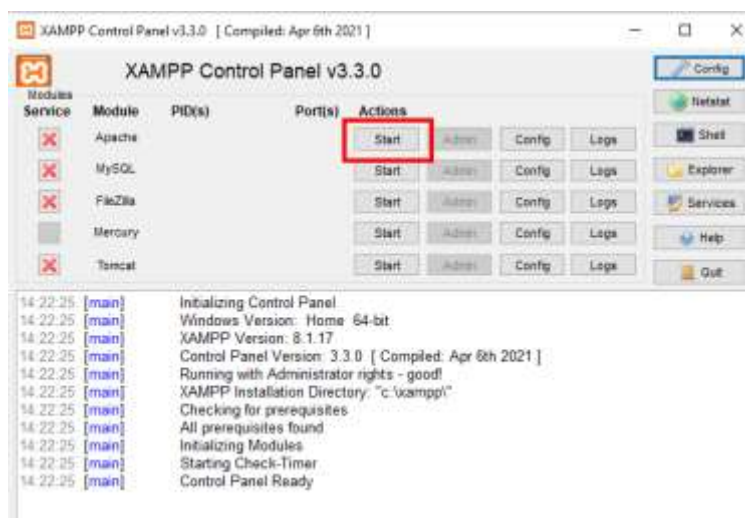 XAMPP Control Panel v3.3.0 [ Compiled: Apr 6th 2021 ]
XAMPP Control Panel v3.3.0
Config
Modules
Service Module PID(s) Port(s) Actions
Netstat
Apache Start Admin Config Logs
Shell
MySQL Start Admin Config Logs
Explorer
FileZilla Start Admin Config Logs
Services
Mercury Start Admin Config Logs
Help
Tomcat Start Admin Config Logs
Quit
14:22:25 [main] Initializing Control Panel
14:22:25 [main] Windows Version: Home 64-bit
14:22:25 [main] XAMPP Version: 8.1.17
14:22:25 [main] Control Panel Version: 3.3.0 [ Compiled: Apr 6th 2021 ]
14:22:25 [main] Running with Administrator rights - good!
14:22:25 [main] XAMPP Installation Directory: "c:\xampp\"
14:22:25 [main] Checking for prerequisites
14:22:25 [main] All prerequisites found
14:22:25 [main] Initializing Modules
14:22:25 [main] Starting Check-Timer
14:22:25 [main] Control Panel Ready